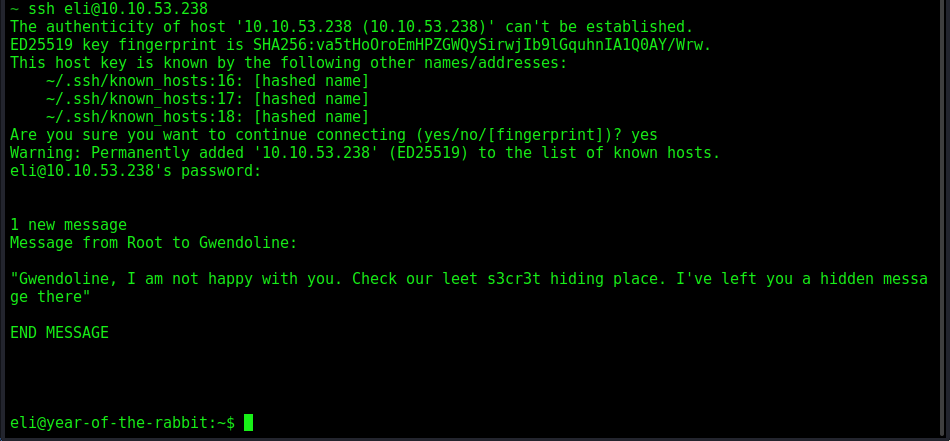 ~ ssh eli@10.10.53.238
The authenticity of host '10.10.53.238 (10.10.53.238)' can't be established.
ED25519 key fingerprint is SHA256:va5tHoOroEmHPZGWQySirwjIb9lGquhnIA1Q0AY/Wrw.
This host key is known by the following other names/addresses:
    ~/.ssh/known_hosts:16: [hashed name]
    ~/.ssh/known_hosts:17: [hashed name]
    ~/.ssh/known_hosts:18: [hashed name]
Are you sure you want to continue connecting (yes/no/[fingerprint])? yes
Warning: Permanently added '10.10.53.238' (ED25519) to the list of known hosts.
eli@10.10.53.238's password:
1 new message
Message from Root to Gwendoline:
"Gwendoline, I am not happy with you. Check our leet s3cr3t hiding place. I've left you a hidden messa
ge there"
END MESSAGE
eli@year-of-the-rabbit:~$